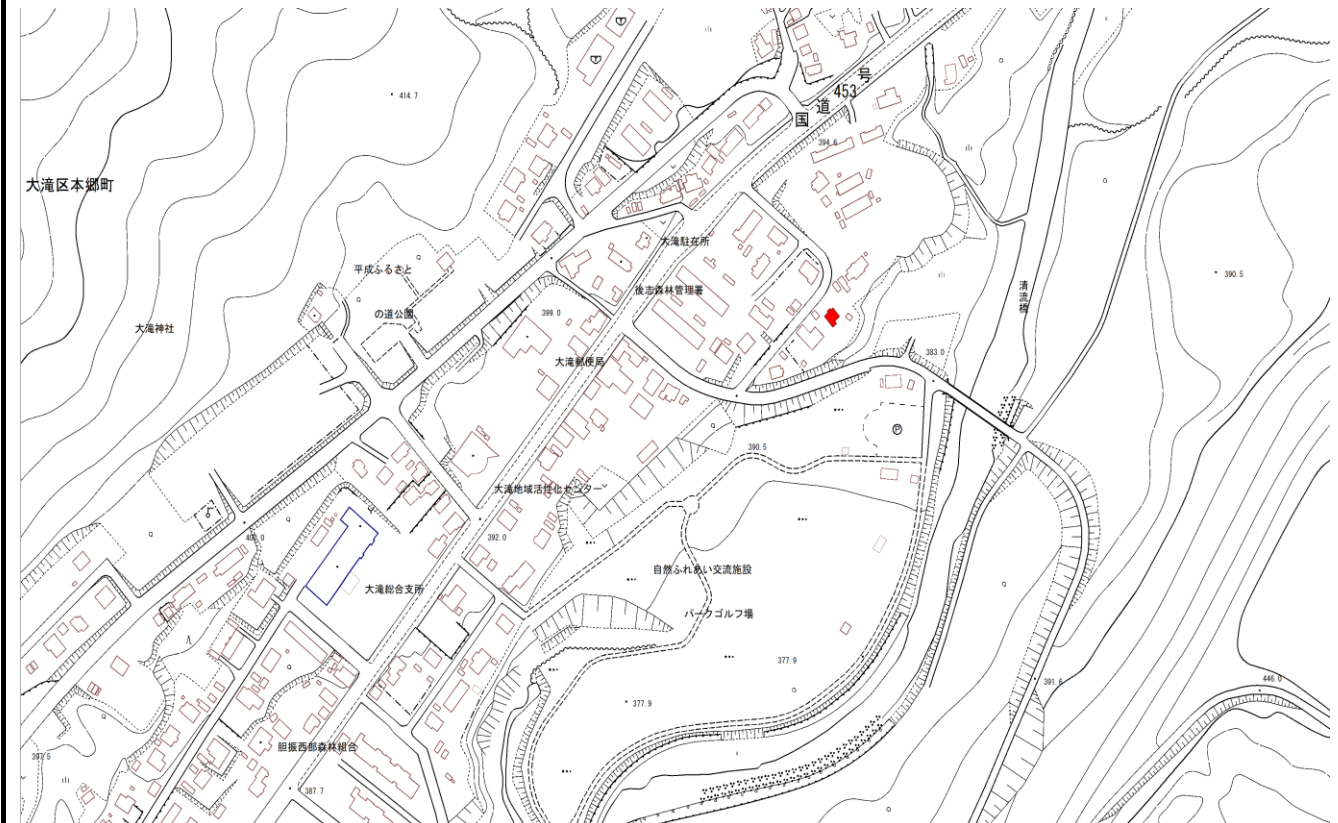 414.7
号
453
道
国
394.6
大滝区本郷町
大滝駐在所
平成ふるさと
の道公園
後志森林管理署
390.5
清流橋
大滝神社
399.0
大滝郵便局
383.0
390.5
P
大滝地域活性化センター
400.0
392.0
自然ふれあい交流施設
大滝総合支所
パークゴルフ場
377.9
377.9
391.6
446.0
胆振西部森林組合
397.5
387.7